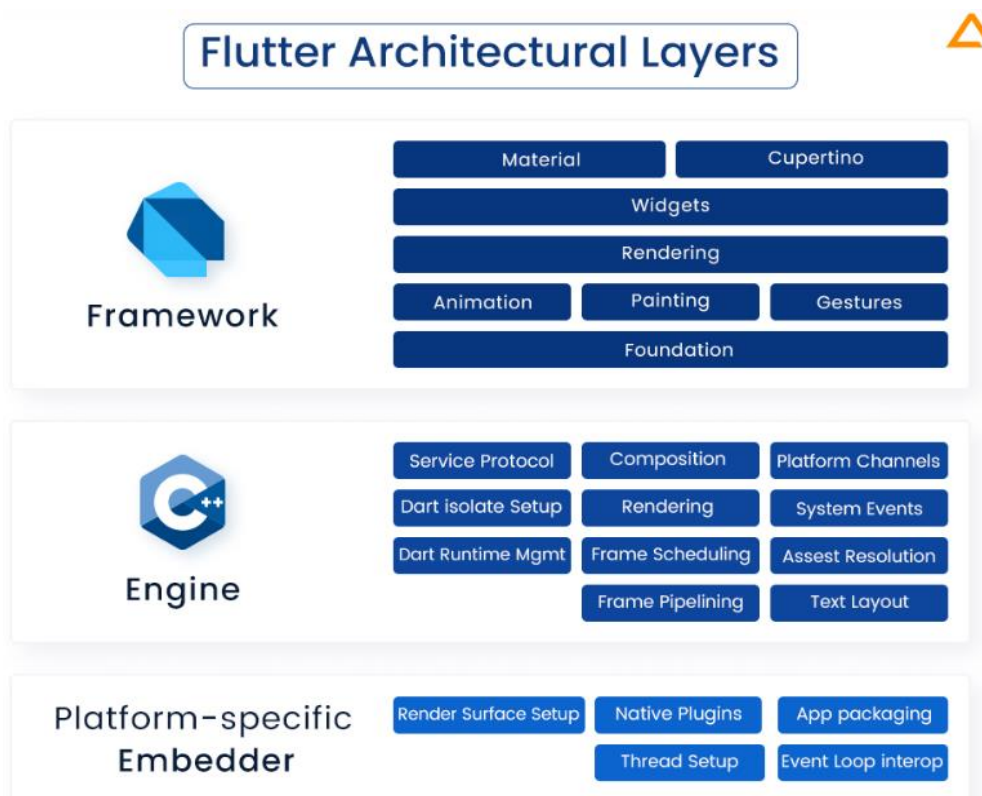 Flutter Architectural Layers
Framework
Material
Cupertino
Widgets
Rendering
Animation
Painting
Gestures
Foundation
C++
Engine
Service Protocol
Composition
Platform Channels
Dart isolate Setup
Rendering
System Events
Dart Runtime Mgmt
Frame Scheduling
Assest Resolution
Frame Pipelining
Text Layout
Platform-specific
Embedder
Render Surface Setup
Native Plugins
App packaging
Thread Setup
Event Loop interop